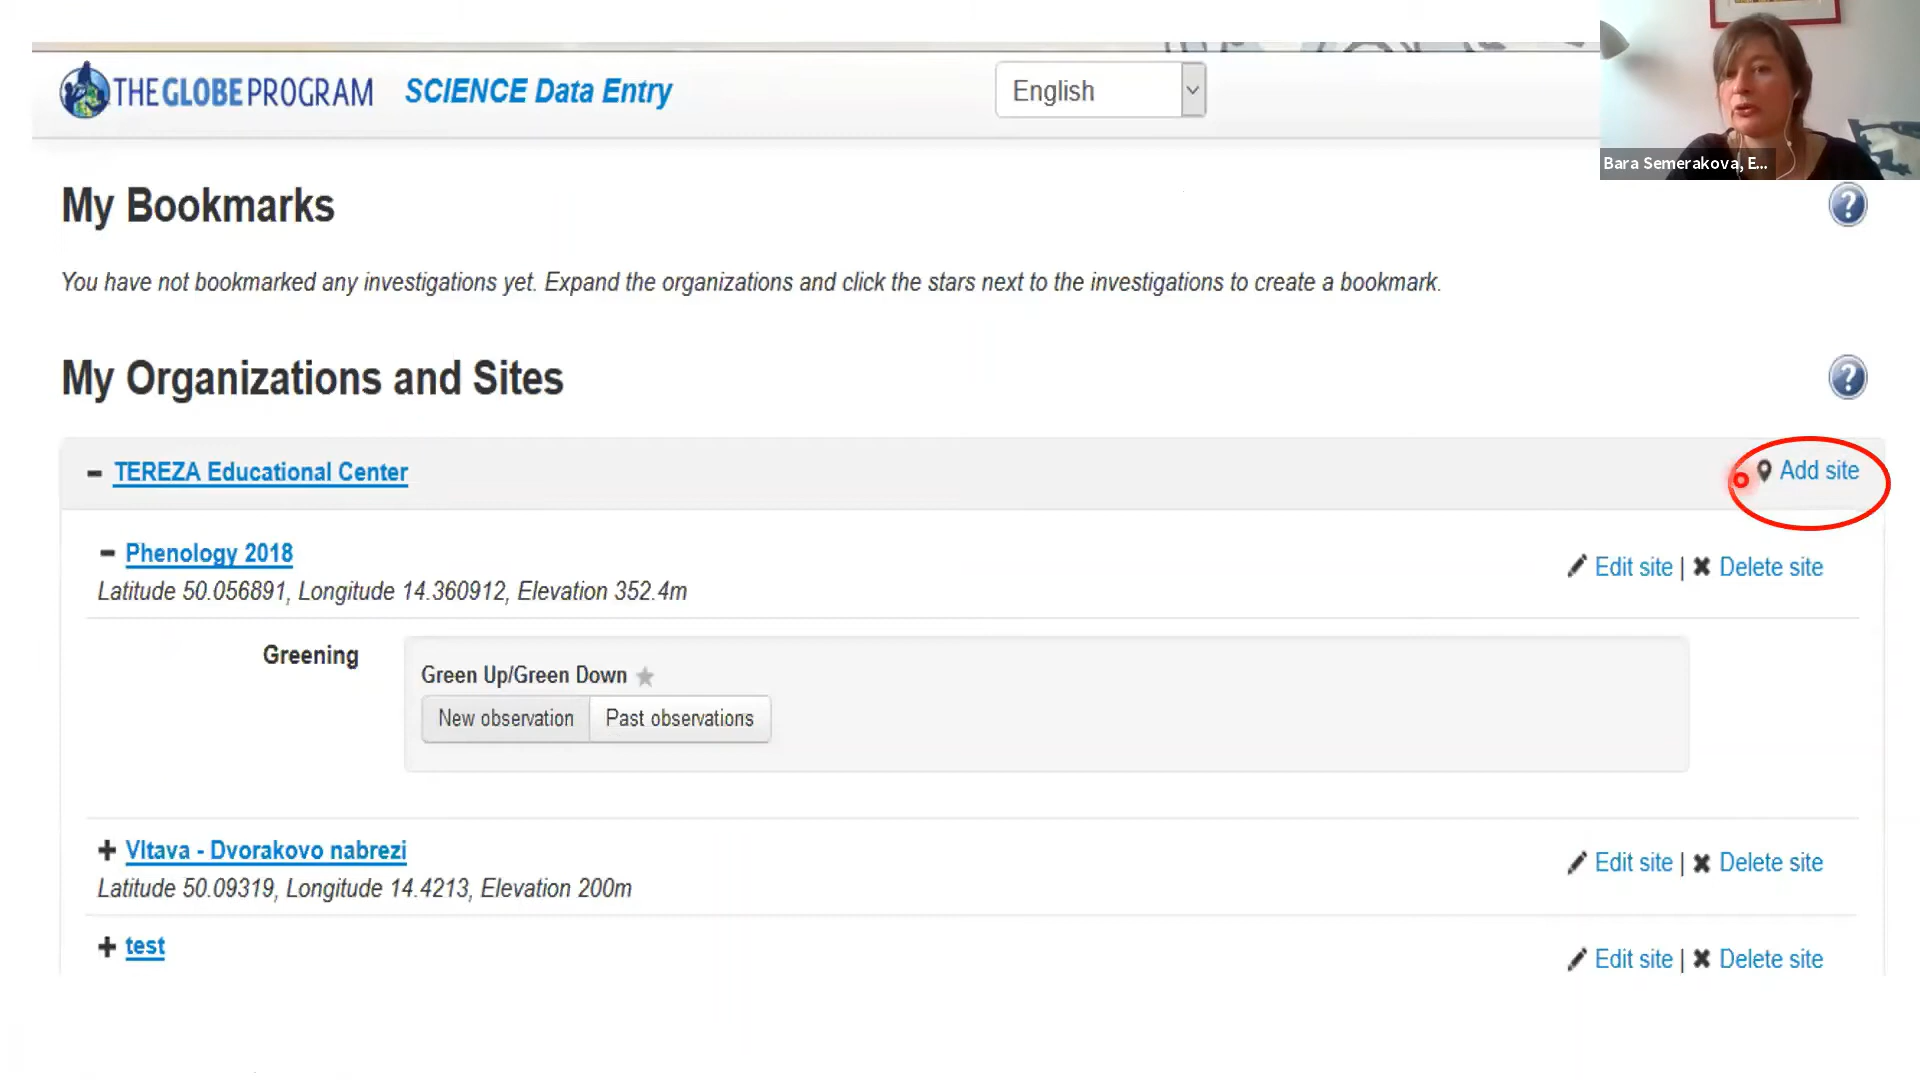 THE GLOBE PROGRAM SCIENCE Data Entry English
Bara Semerakova, E...
My Bookmarks
You have not bookmarked any investigations yet. Expand the organizations and click the stars next to the investigations to create a bookmark.
My Organizations and Sites
TEREZA Educational Center Add site
Phenology 2018 Edit site | Delete site
Latitude 50.056891, Longitude 14.360912, Elevation 352.4m
Greening
Green Up/Green Down
New observation Past observations
Vltava - Dvorakovo nabrezi Edit site | Delete site
Latitude 50.09319, Longitude 14.4213, Elevation 200m
test Edit site | Delete site